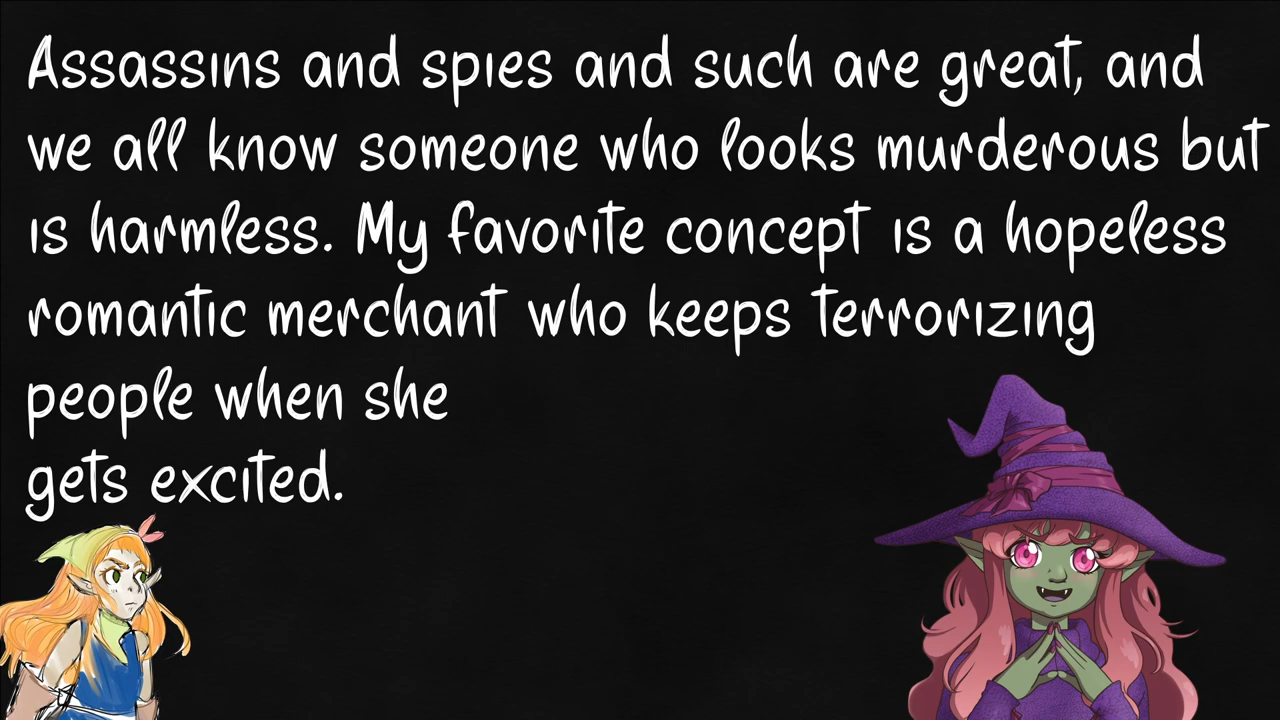 Assassins and spies and such are great, and
we all know someone who looks murderous but
is harmless. My favorite concept is a hopeless
romantic merchant who keeps terrorizing
people when she
gets excited.